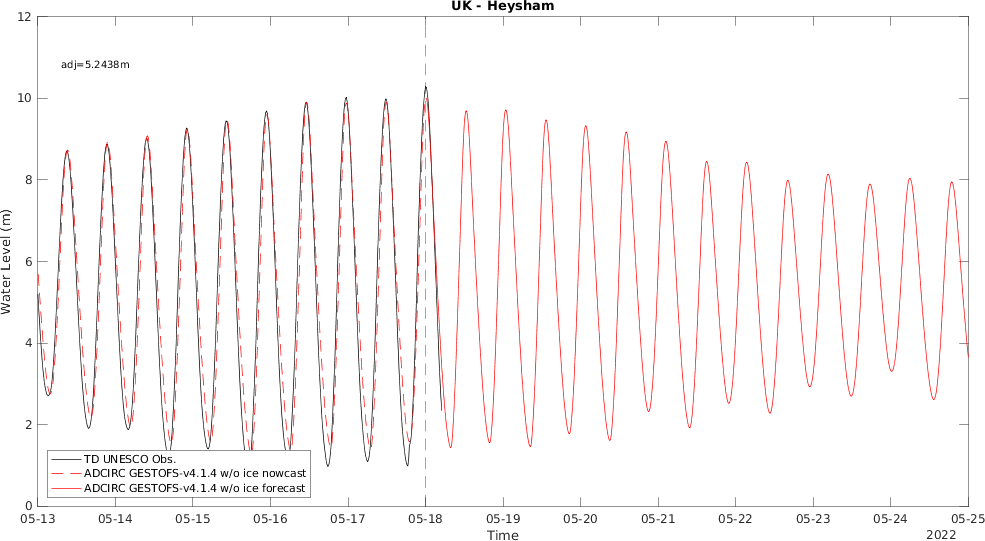 UK - Heysham
12
adj=5.2438m
10
8
6
4
2
0
Water Level (m)
TD UNESCO Obs.
ADCIRC GESTOFS-v4.1.4 w/o ice nowcast
ADCIRC GESTOFS-v4.1.4 w/o ice forecast
05-13 05-14 05-15 05-16 05-17 05-18 05-19 05-20 05-21 05-22 05-23 05-24 05-25
Time
2022